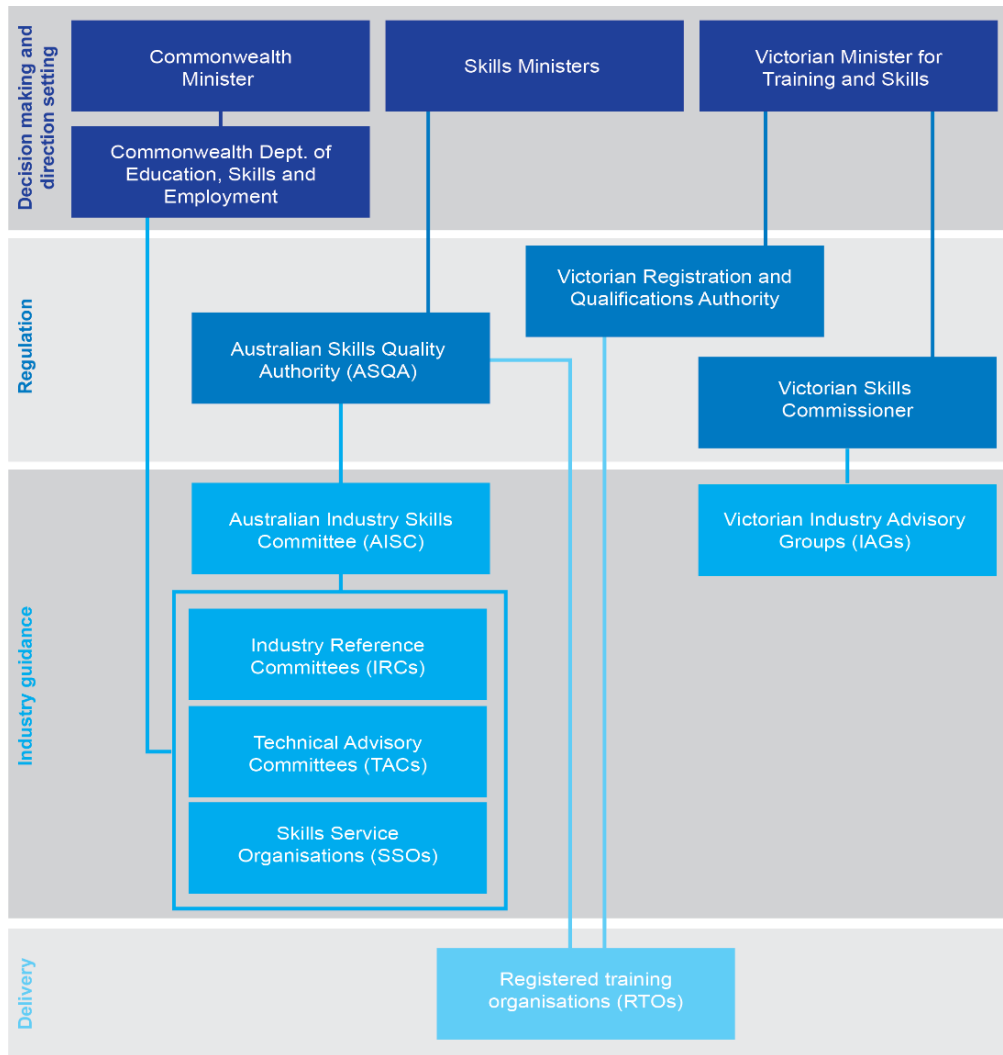 Decision making and
direction setting
Commonwealth
Minister
Skills Ministers
Victorian Minister for
Training and Skills
Commonwealth Dept. of
Education, Skills and
Employment
Regulation
Victorian Registration and
Qualifications Authority
Australian Skills Quality
Authority (ASQA)
Victorian Skills
Commissioner
Industry guidance
Australian Industry Skills
Committee (AISC)
Victorian Industry Advisory
Groups (IAGs)
Industry Reference
Committees (IRCs)
Technical Advisory
Committees (TACs)
Skills Service
Organisations (SSOs)
Delivery
Registered training
organisations (RTOs)